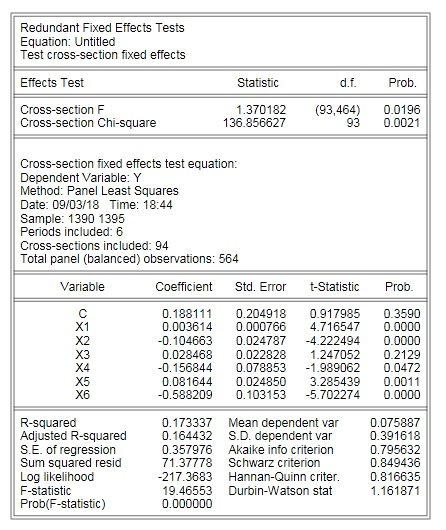 Redundant Fixed Effects Tests
Equation: Untitled
Test cross-section fixed effects
Effects Test Statistic d.f. Prob.
Cross-section F 1.370182 (93,464) 0.0196
Cross-section Chi-square 136.856627 93 0.0021
Cross-section fixed effects test equation:
Dependent Variable: Y
Method: Panel Least Squares
Date: 09/03/18 Time: 18:44
Sample: 1390 1395
Periods included: 6
Cross-sections included: 94
Total panel (balanced) observations: 564
Variable Coefficient Std. Error t-Statistic Prob.
C 0.188111 0.204918 0.917985 0.3590
X1 0.003614 0.000766 4.716547 0.0000
X2 -0.104663 0.024787 -4.222494 0.0000
X3 0.028468 0.022828 1.247052 0.2129
X4 -0.156844 0.078853 -1.989062 0.0472
X5 0.081644 0.024850 3.285439 0.0011
X6 -0.588209 0.103153 -5.702274 0.0000
R-squared 0.173337 Mean dependent var 0.075887
Adjusted R-squared 0.164432 S.D. dependent var 0.391618
S.E. of regression 0.357976 Akaike info criterion 0.795632
Sum squared resid 71.37778 Schwarz criterion 0.849436
Log likelihood -217.3683 Hannan-Quinn criter. 0.816635
F-statistic 19.46553 Durbin-Watson stat 1.161871
Prob(F-statistic) 0.000000